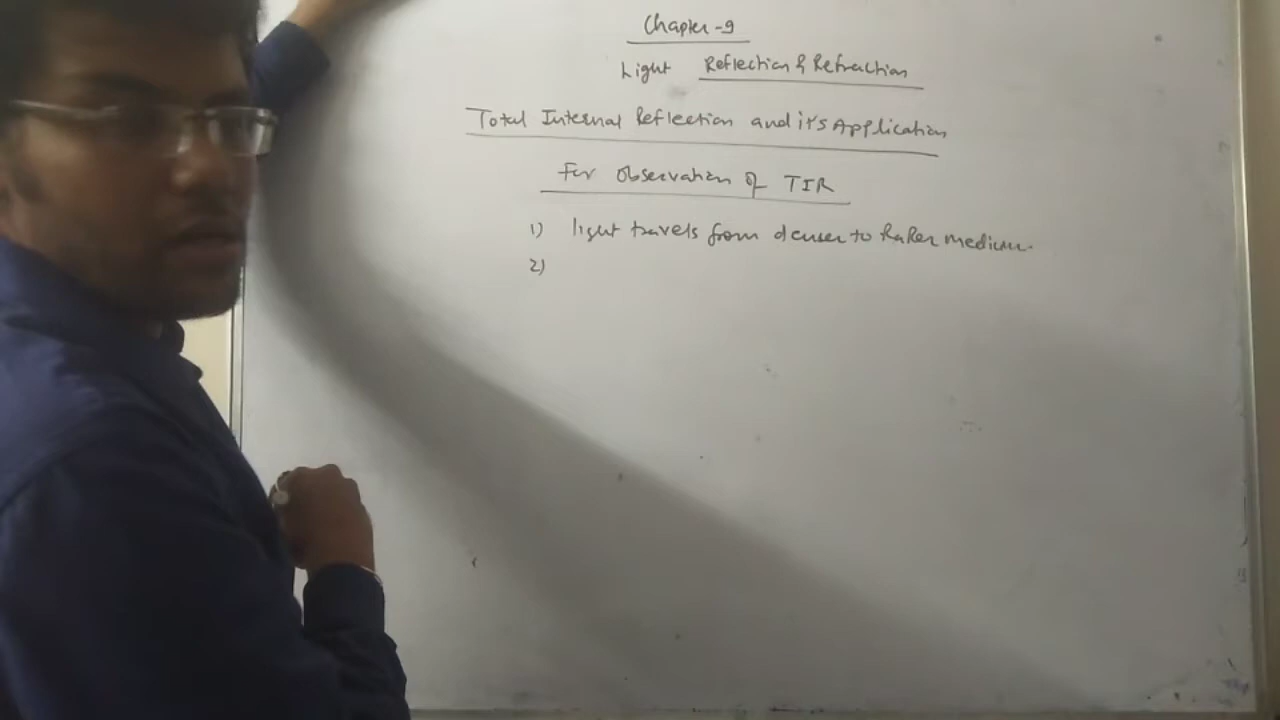 Chapter-9
Light Reflection & Refraction
Total Internal Reflection and it's Application
For Observation of TIR
1) light travels from denser to RaRer medium.
2)